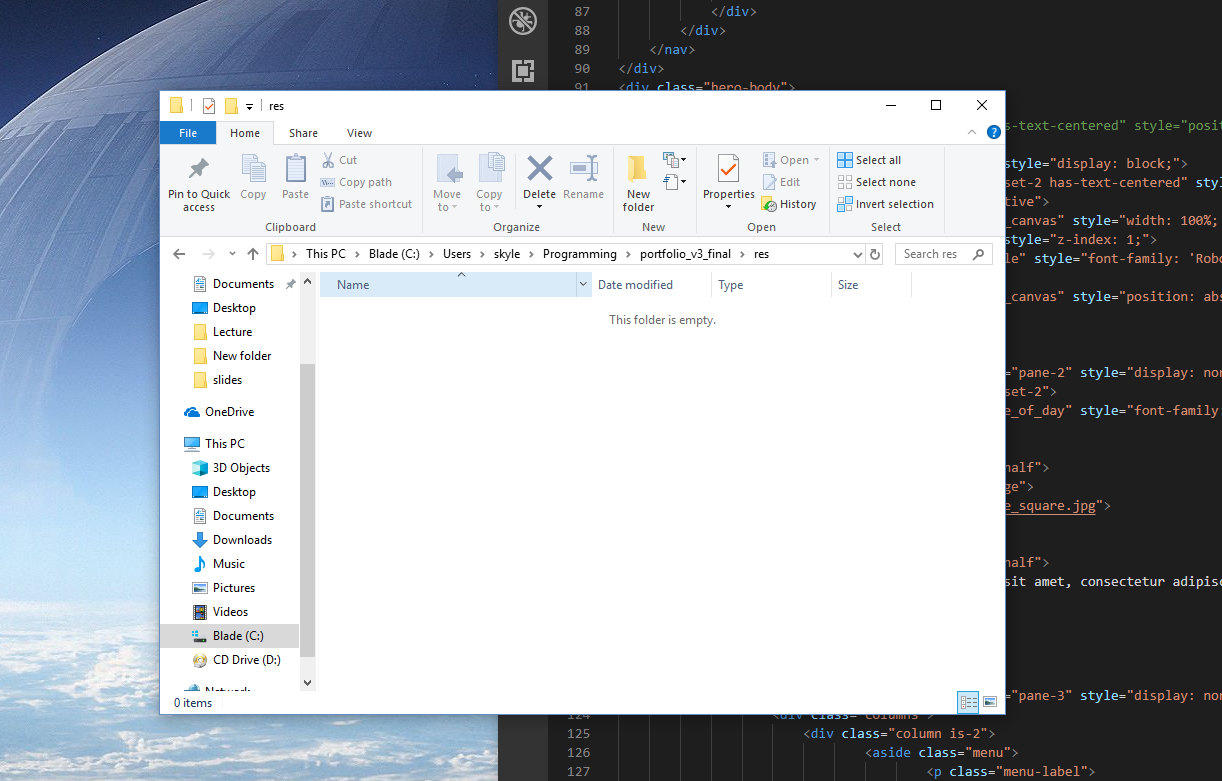 87 </div>
88 </div>
89 </nav>
90 </div>
91 <div class="hero-body">
res
File Home Share View
s-text-centered" style="posit
style="display: block;">
set-2 has-text-centered" styl
tive">
_canvas" style="width: 100%;
style="z-index: 1;">
le" style="font-family: 'Robo
_canvas" style="position: abs
="pane-2" style="display: non
set-2">
e_of_day" style="font-family:
half">
ge">
e_square.jpg">
half">
sit amet, consectetur adipisc
="pane-3" style="display: non
Pin to Quick access
Copy
Paste
Cut
Copy path
Paste shortcut
Clipboard
Move to
Copy to
Delete
Rename
Organize
New folder
New
Properties
Open
Edit
History
Open
Select all
Select none
Invert selection
Select
This PC > Blade (C:) > Users > skyle > Programming > portfolio_v3_final > res
Search res
Name Date modified Type Size
This folder is empty.
Documents
Desktop
Lecture
New folder
slides
OneDrive
This PC
3D Objects
Desktop
Documents
Downloads
Music
Pictures
Videos
Blade (C:)
CD Drive (D:)
Network
0 items
124 <div class="columns">
125 <div class="column is-2">
126 <aside class="menu">
127 <p class="menu-label">